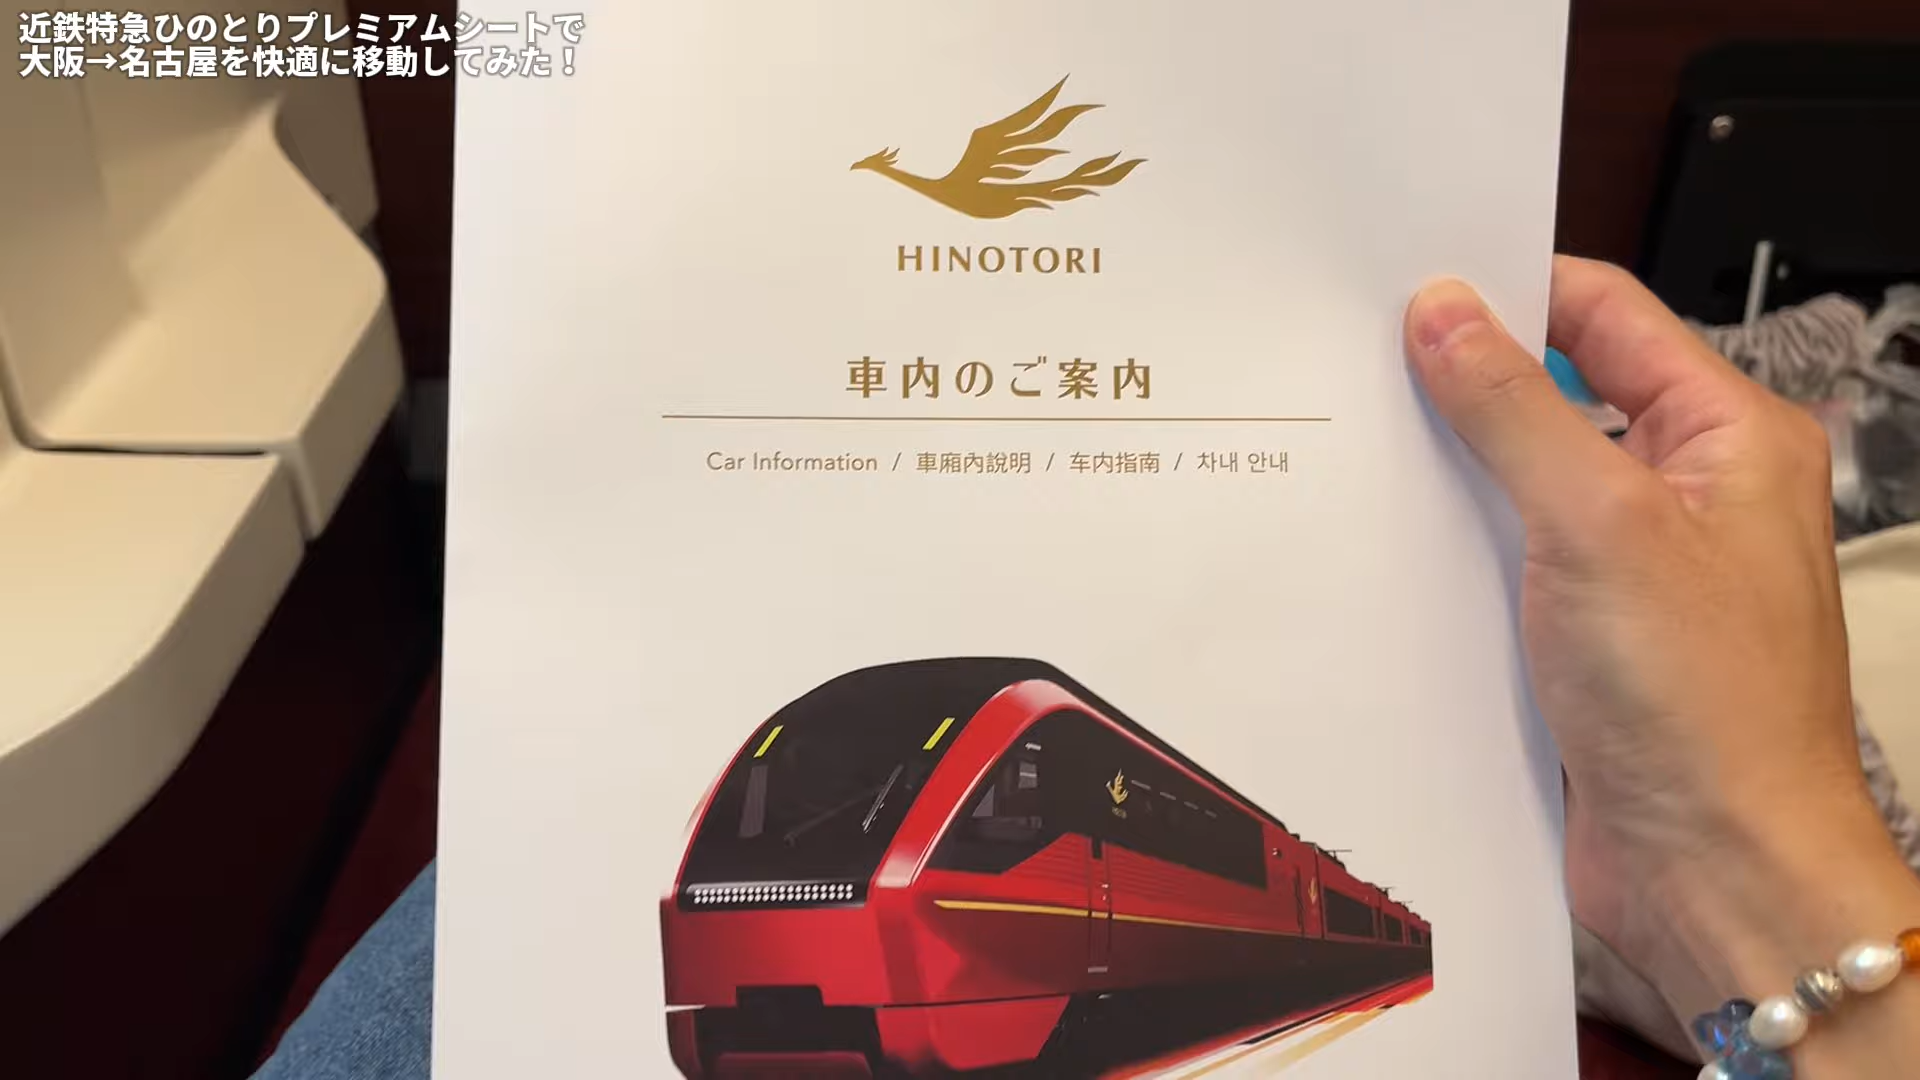 近鉄特急ひのとりプレミアムシートで
大阪→名古屋を快適に移動してみた！
HINOTORI
車内のご案内
Car Information / 車廂內說明 / 车内指南 / 차내 안내